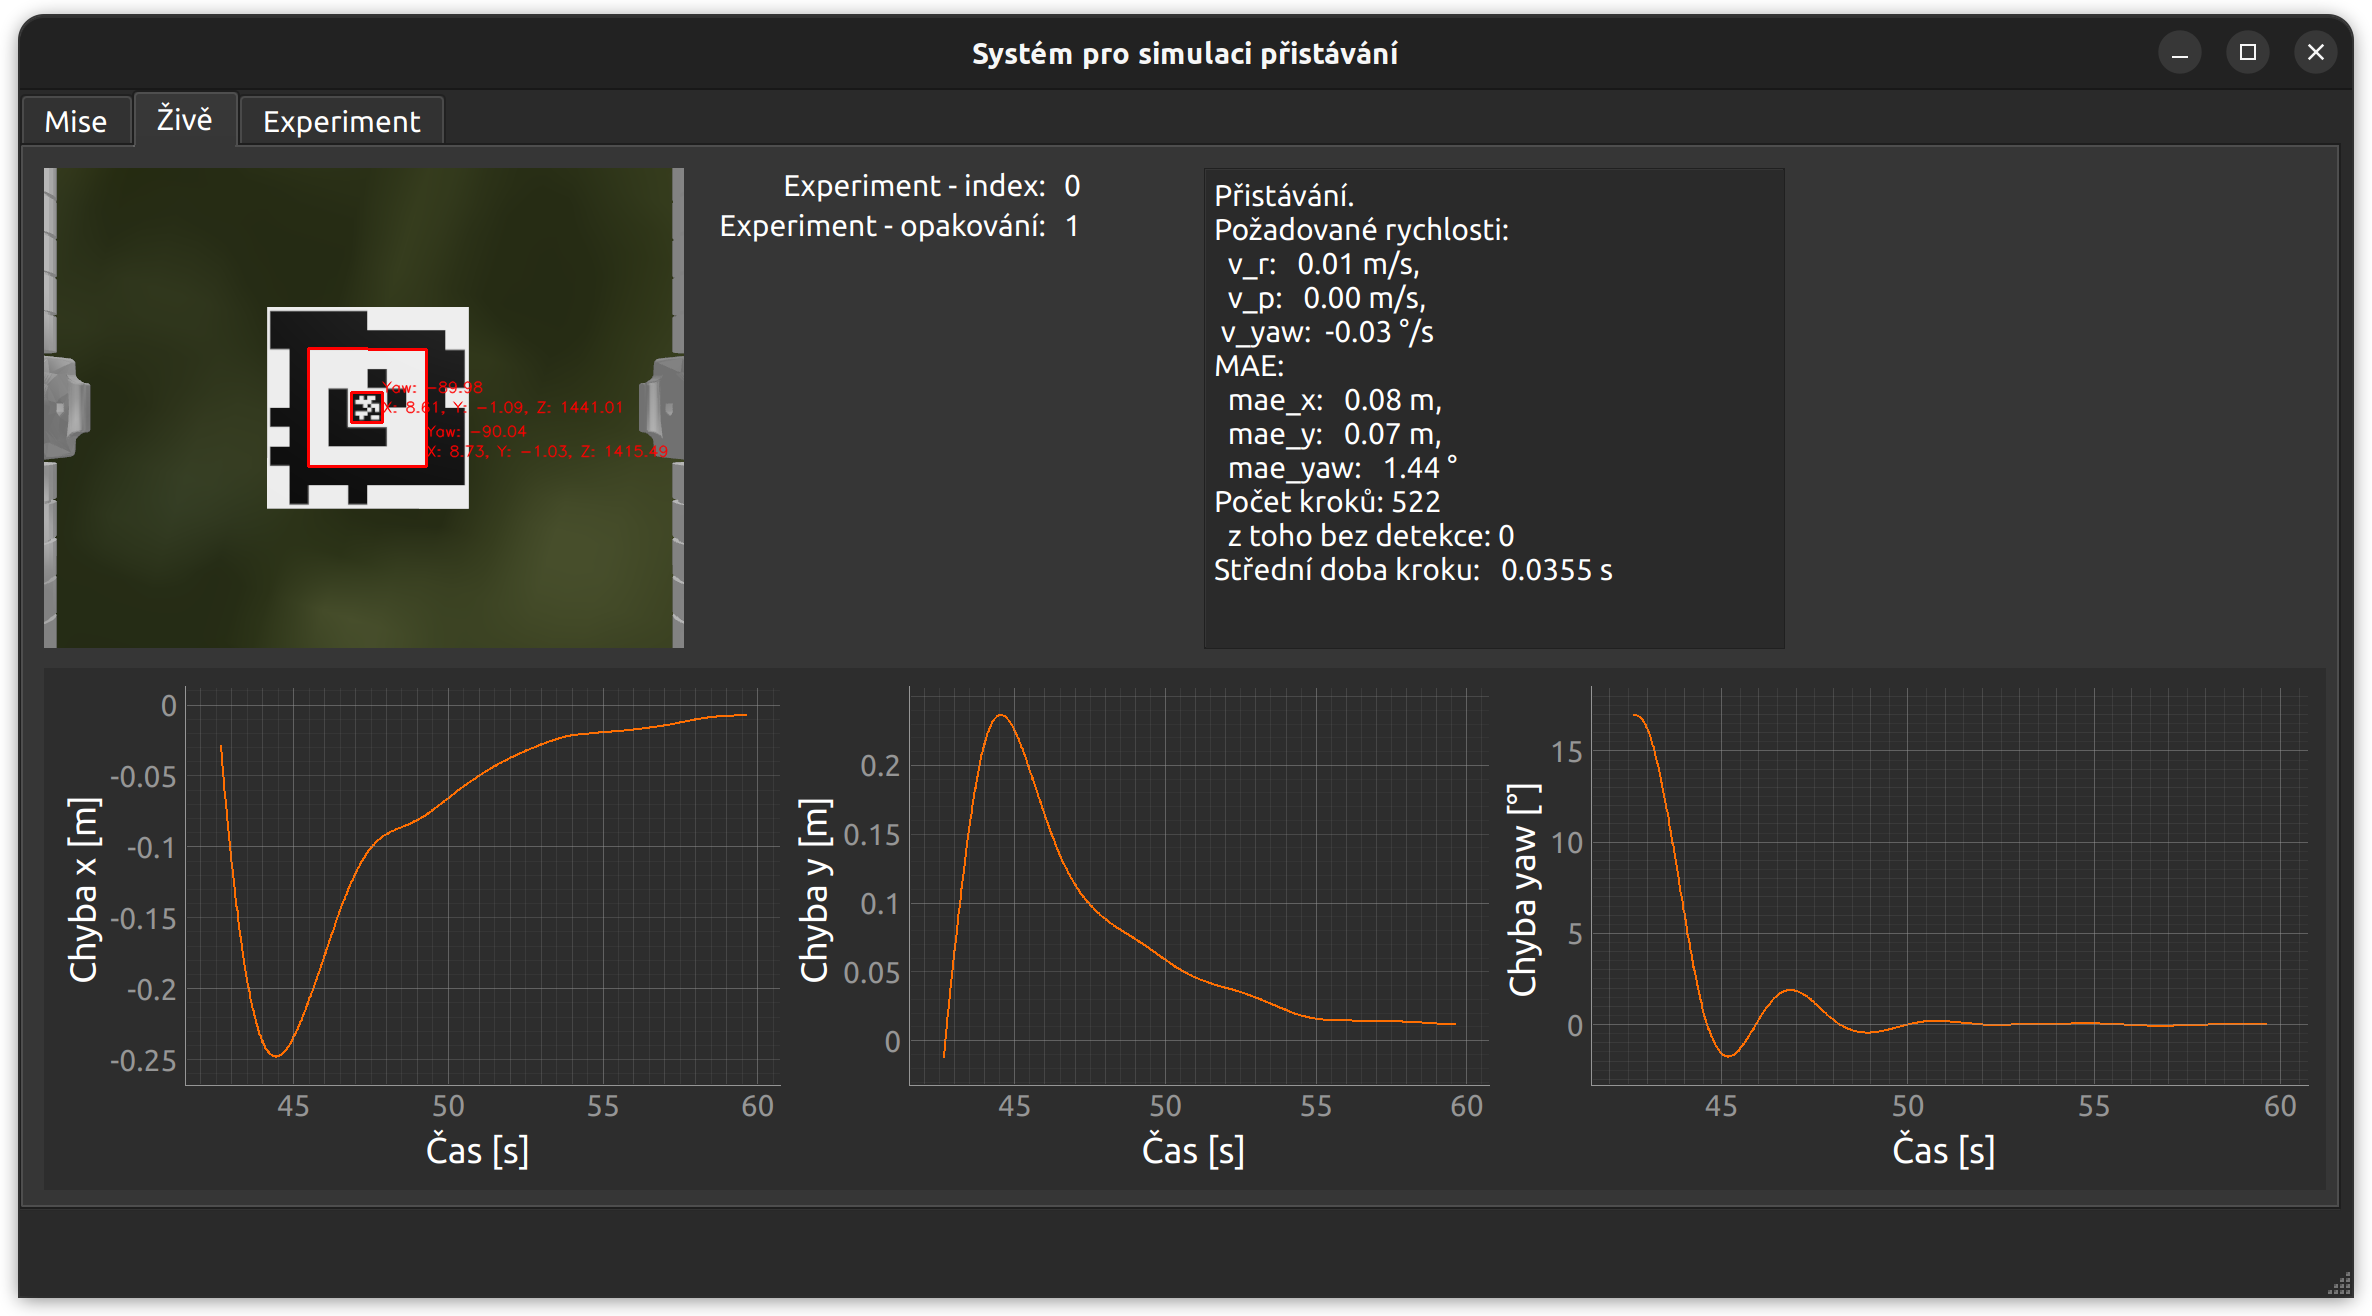 Systém pro simulaci přistávání
Mise
Živě
Experiment
Yaw: -89.98
X: 8.61, Y: -1.09, Z: 1441.01
Yaw: -90.04
X: 8.73, Y: -1.03, Z: 1415.49
Experiment - index: 0
Experiment - opakování: 1
Přistávání.
Požadované rychlosti:
v_r: 0.01 m/s,
v_p: 0.00 m/s,
v_yaw: -0.03 °/s
MAE:
mae_x: 0.08 m,
mae_y: 0.07 m,
mae_yaw: 1.44 °
Počet kroků: 522
z toho bez detekce: 0
Střední doba kroku: 0.0355 s
Chyba x [m]
0
-0.05
-0.1
-0.15
-0.2
-0.25
45 50 55 60
Čas [s]
Chyba y [m]
0.2
0.15
0.1
0.05
0
45 50 55 60
Čas [s]
Chyba yaw [°]
15
10
5
0
45 50 55 60
Čas [s]